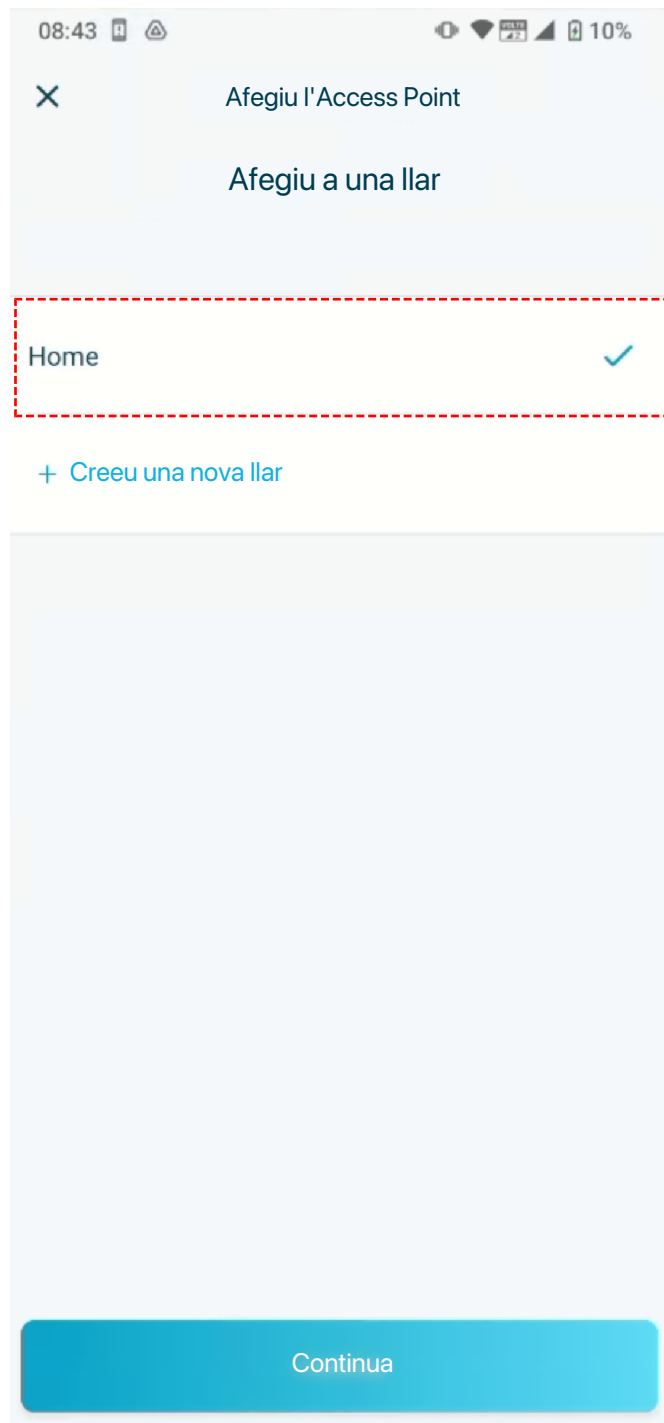 08:43 10%
Afegiu l'Access Point
Afegiu a una llar
Home
+ Creeu una nova llar
Continua